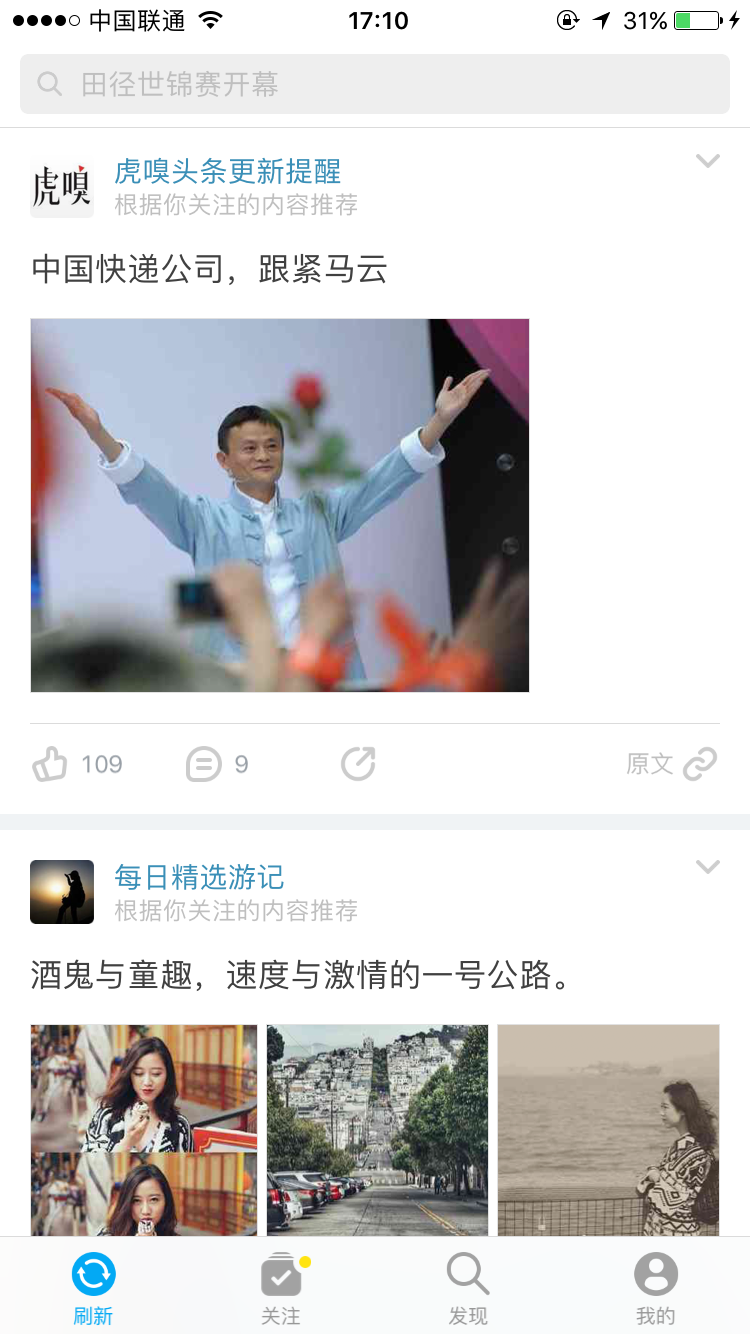 中国联通
17:10
31%
田径世锦赛开幕
虎嗅
虎嗅头条更新提醒
根据你关注的内容推荐
中国快递公司，跟紧马云
109
9
原文
每日精选游记
根据你关注的内容推荐
酒鬼与童趣，速度与激情的一号公路。
刷新
关注
发现
我的